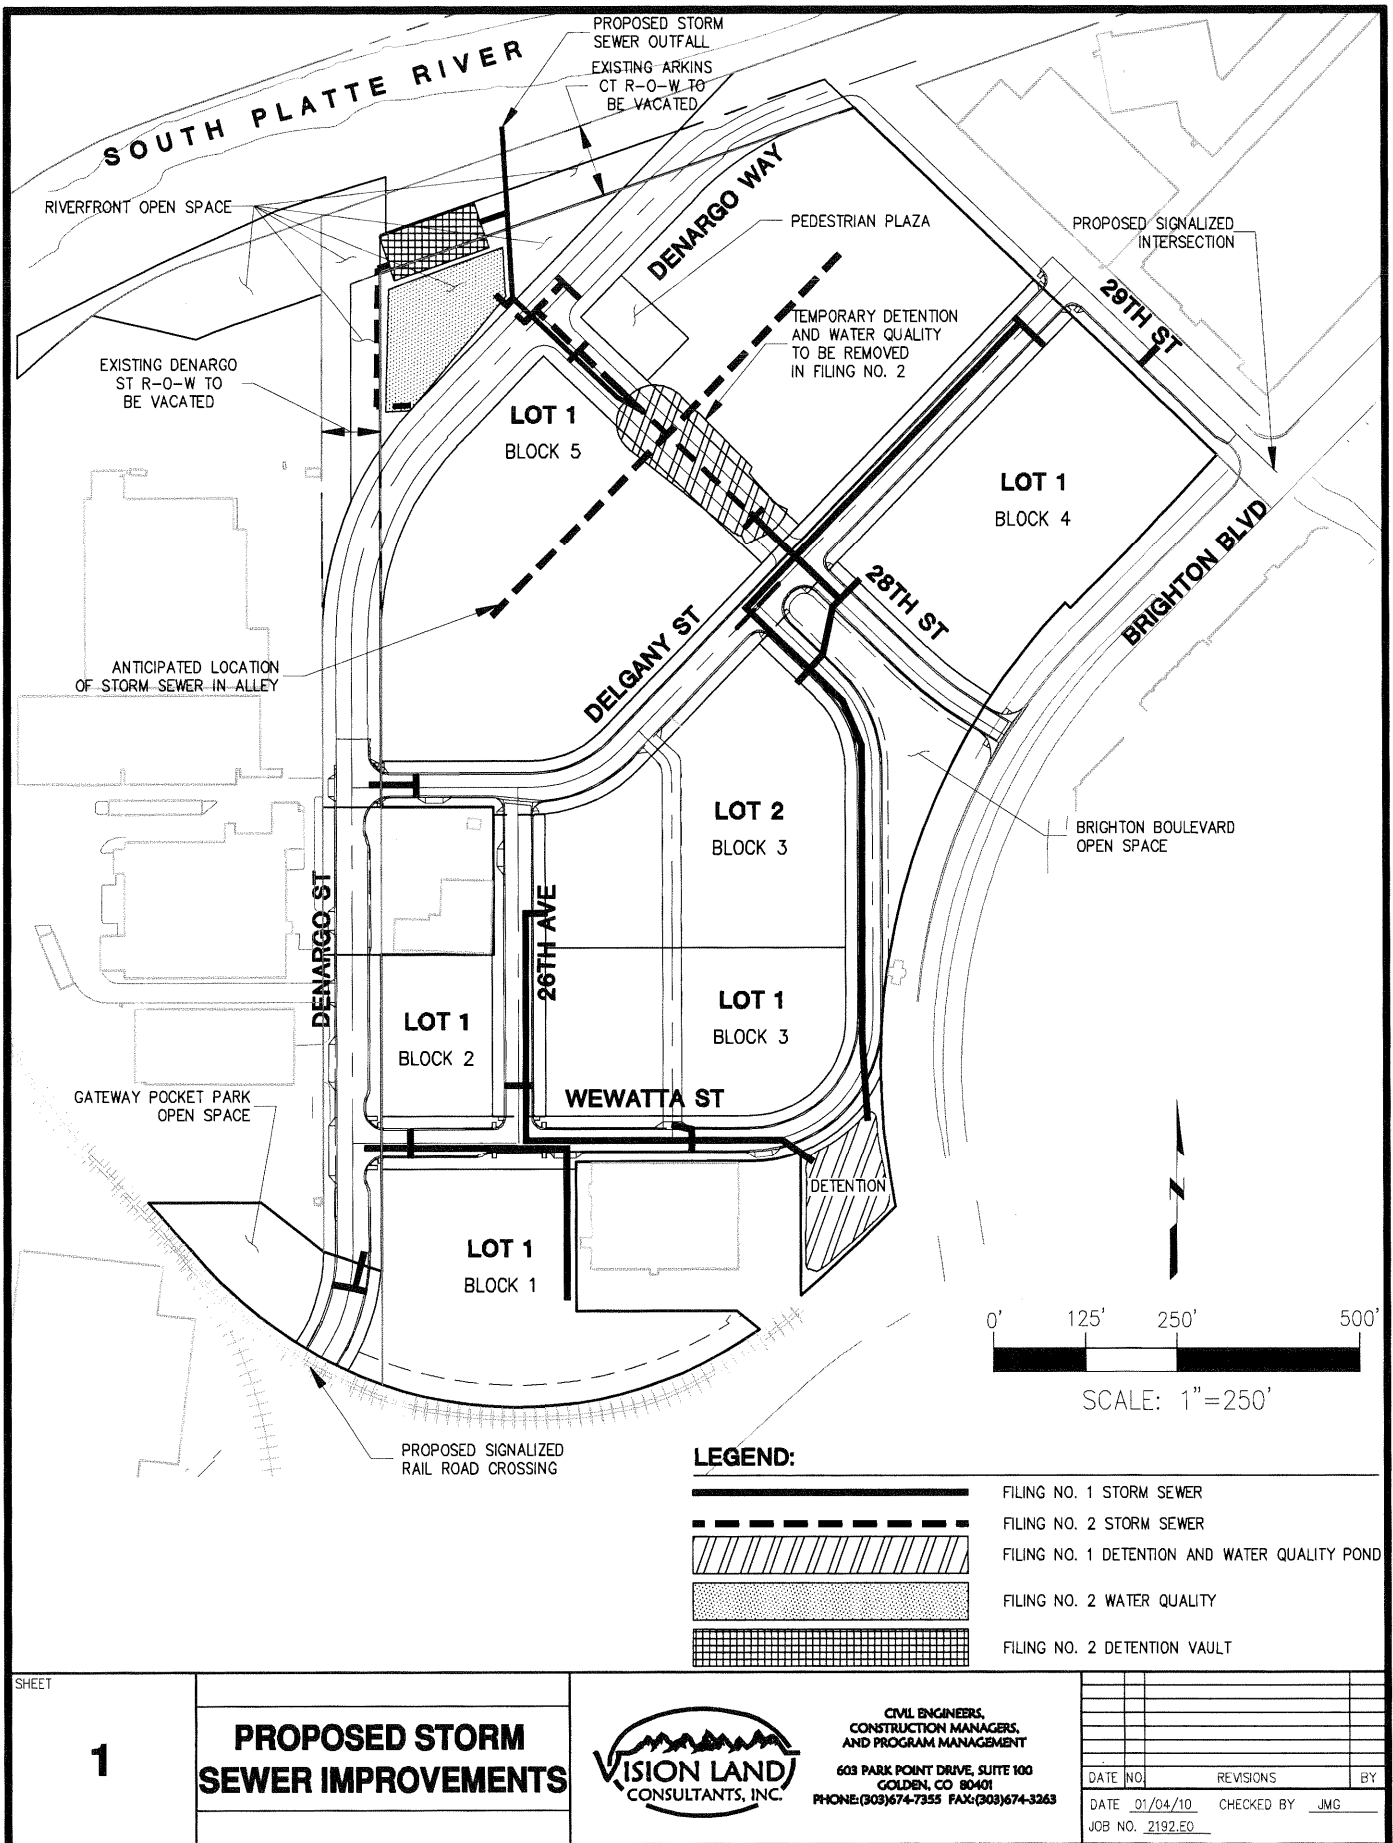 PROPOSED STORM
SEWER OUTFALL
EXISTING ARKINS
CT R-O-W TO
BE VACATED
SOUTH PLATTE RIVER
RIVERFRONT OPEN SPACE
DENARGO WAY
PEDESTRIAN PLAZA
PROPOSED SIGNALIZED
INTERSECTION
29TH ST
TEMPORARY DETENTION
AND WATER QUALITY
TO BE REMOVED
IN FILING NO. 2
EXISTING DENARGO
ST R-O-W TO
BE VACATED
LOT 1
BLOCK 5
LOT 1
BLOCK 4
BRIGHTON BLVD
28TH ST
DELGANY ST
ANTICIPATED LOCATION
OF STORM SEWER IN ALLEY
LOT 2
BLOCK 3
BRIGHTON BOULEVARD
OPEN SPACE
DENARGO ST
26TH AVE
LOT 1
BLOCK 2
LOT 1
BLOCK 3
WEWATTA ST
GATEWAY POCKET PARK
OPEN SPACE
DETENTION
LOT 1
BLOCK 1
N
0' 125' 250' 500'
SCALE: 1"=250'
PROPOSED SIGNALIZED
RAIL ROAD CROSSING
LEGEND:
FILING NO. 1 STORM SEWER
FILING NO. 2 STORM SEWER
FILING NO. 1 DETENTION AND WATER QUALITY POND
FILING NO. 2 WATER QUALITY
FILING NO. 2 DETENTION VAULT
SHEET
1
PROPOSED STORM
SEWER IMPROVEMENTS
VISION LAND
CONSULTANTS, INC.
CIVIL ENGINEERS,
CONSTRUCTION MANAGERS,
AND PROGRAM MANAGEMENT
603 PARK POINT DRIVE, SUITE 100
GOLDEN, CO 80401
PHONE:(303)674-7355 FAX:(303)674-3263
DATE NO. REVISIONS BY
DATE 01/04/10 CHECKED BY JMG
JOB NO. 2192.E0